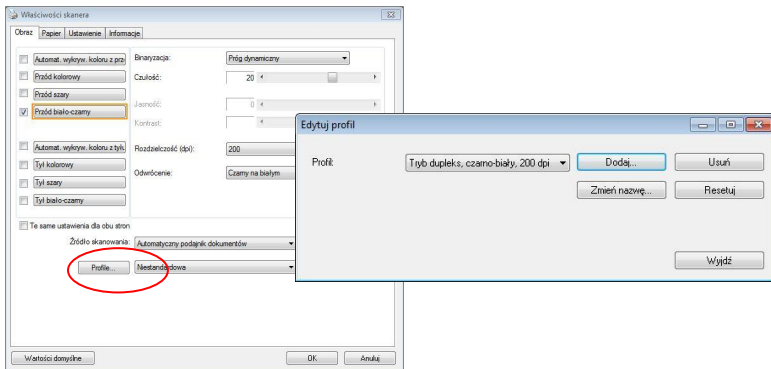 Właściwości skanera
Obraz Papier Ustawienie Informacje
Automat. wykryw. koloru z prz Binaryzacja: Próg dynamiczny
Przód kolorowy Czułość: 20
Przód szary
Jasność: 0
Przód biało-czarny
Kontrast:
Automat. wykryw. koloru z tyłu Rozdzielczość (dpi): 200
Tył kolorowy
Odwrócenie: Czarny na białym
Tył szary
Tył biało-czarny
Te same ustawienia dla obu stron
Źródło skanowania: Automatyczny podajnik dokumentów
Profile... Niestandardowa
Wartości domyślne OK Anuluj
Edytuj profil
Profil: Tryb dupleks, czarno-biały, 200 dpi Dodaj... Usuń
Zmień nazwę... Resetuj
Wyjdź